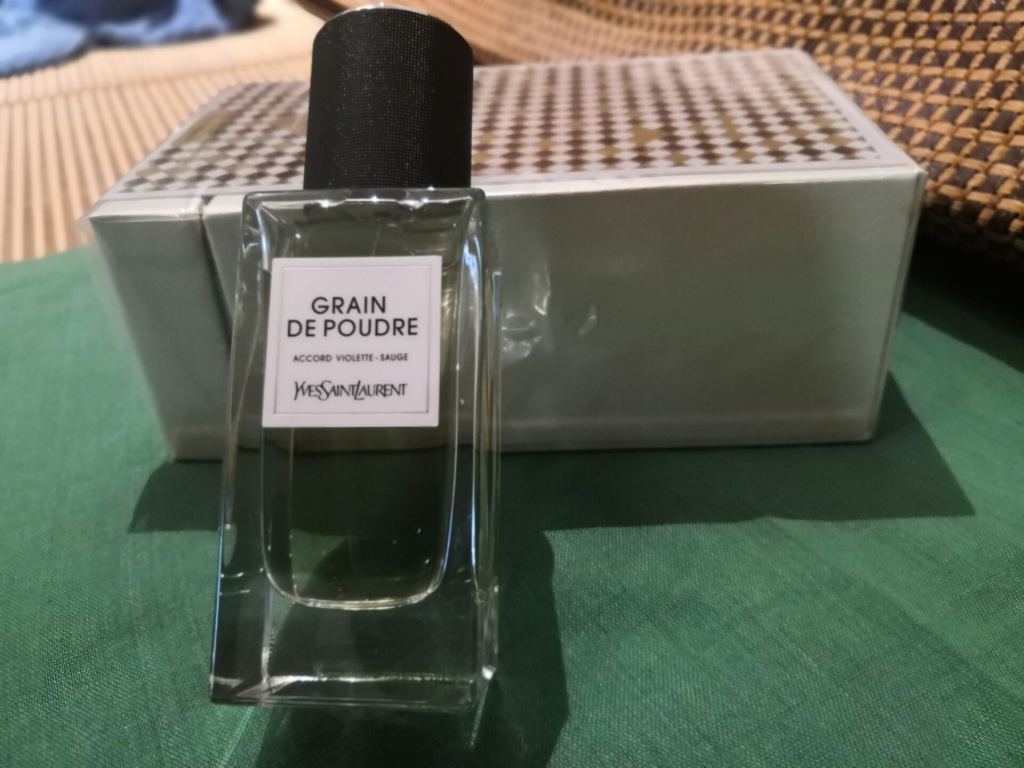 GRAIN
DE POUDRE
ACCORD VIOLETTE - SAUGE
YVESSAINTLAURENT